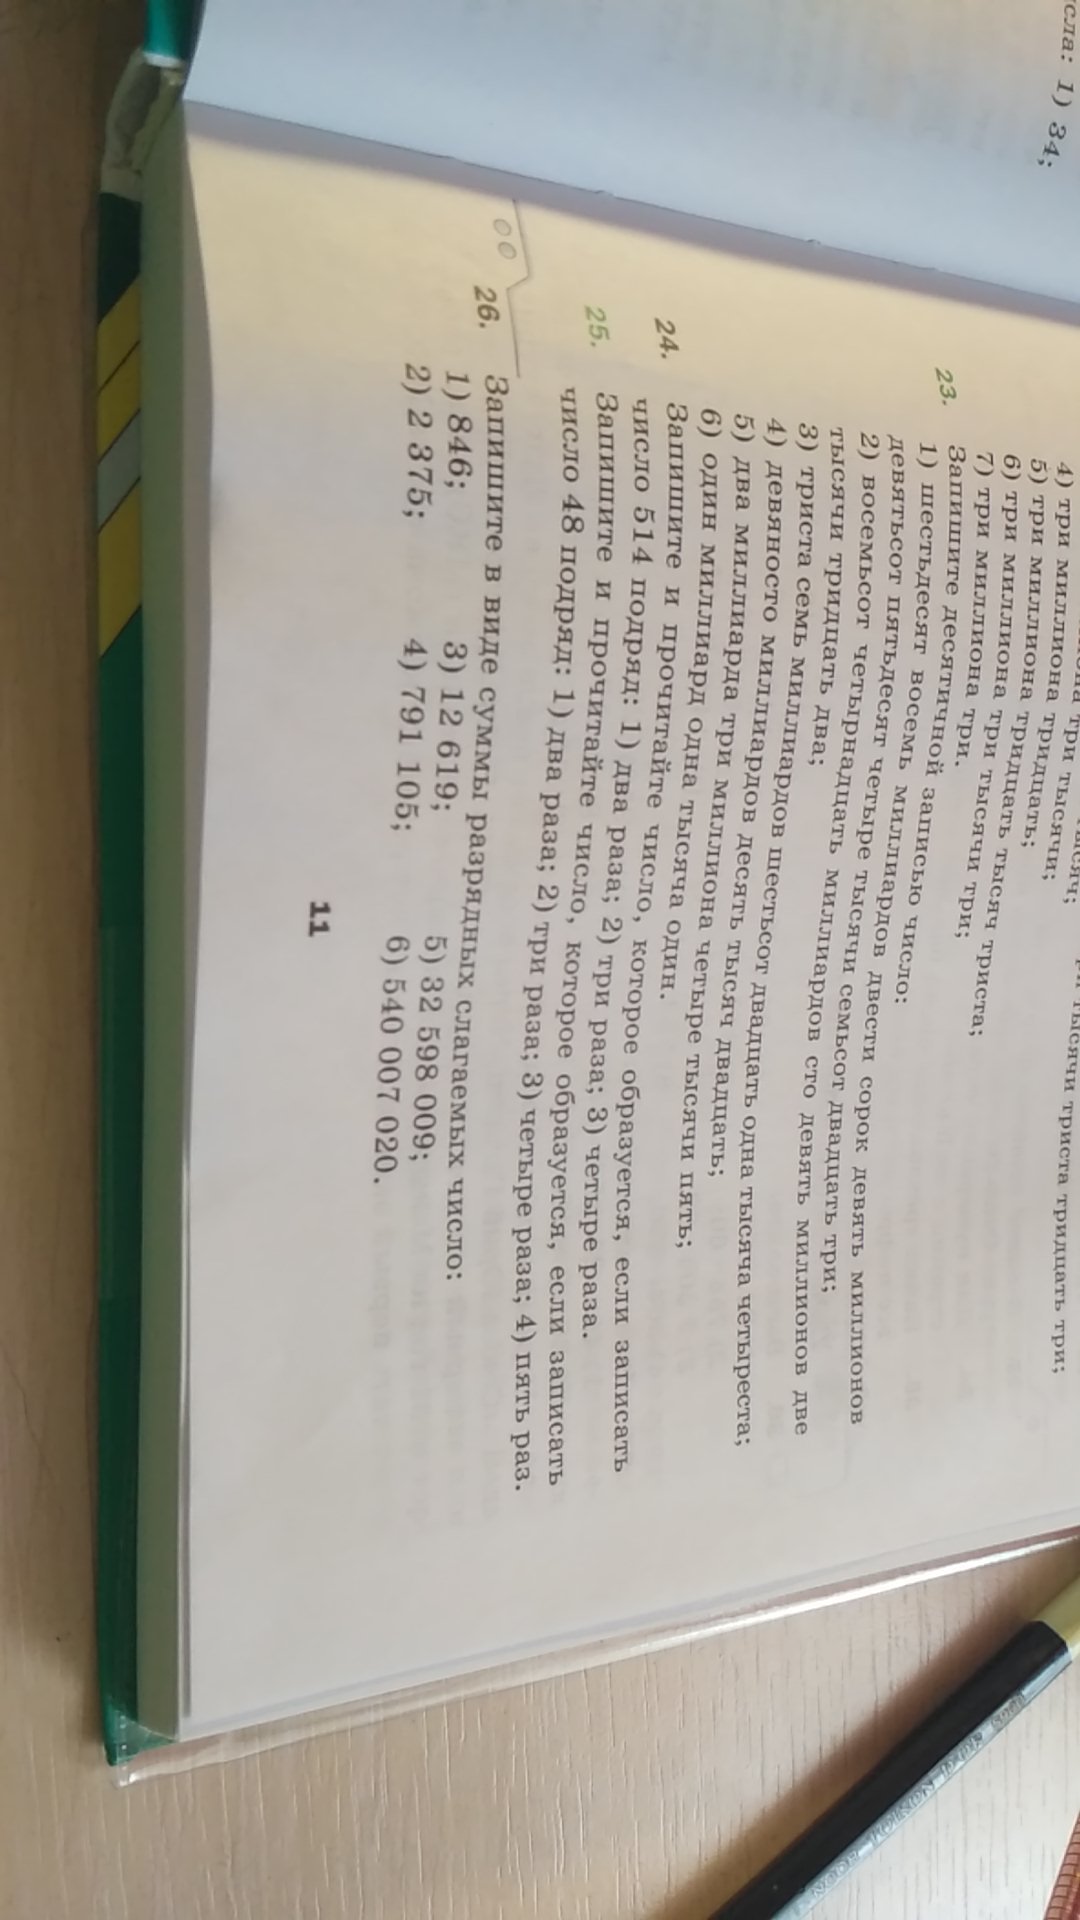 сла: 1) 34;
три тысячи триста тридцать три;
4) три миллиона три тысяч;
5) три миллиона три тысячи;
6) три миллиона тридцать;
7) три миллиона три тысячи три;
23. Запишите десятичной записью число:
1) шестьдесят восемь миллиардов двести сорок девять миллионов
девятьсот пятьдесят четыре тысячи семьсот двадцать три;
2) восемьсот четырнадцать миллиардов сто девять миллионов две
тысячи тридцать два;
3) триста семь миллиардов шестьсот двадцать одна тысяча четыреста;
4) девяносто миллиардов десять тысяч двадцать;
5) два миллиарда три миллиона четыре тысячи пять;
6) один миллиард одна тысяча один.
24. Запишите и прочитайте число, которое образуется, если записать
число 514 подряд: 1) два раза; 2) три раза; 3) четыре раза.
25. Запишите и прочитайте число, которое образуется, если записать
число 48 подряд: 1) два раза; 2) три раза; 3) четыре раза; 4) пять раз.
26. Запишите в виде суммы разрядных слагаемых число:
1) 846; 3) 12 619; 5) 32 598 009;
2) 2 375; 4) 791 105; 6) 540 007 020.
11